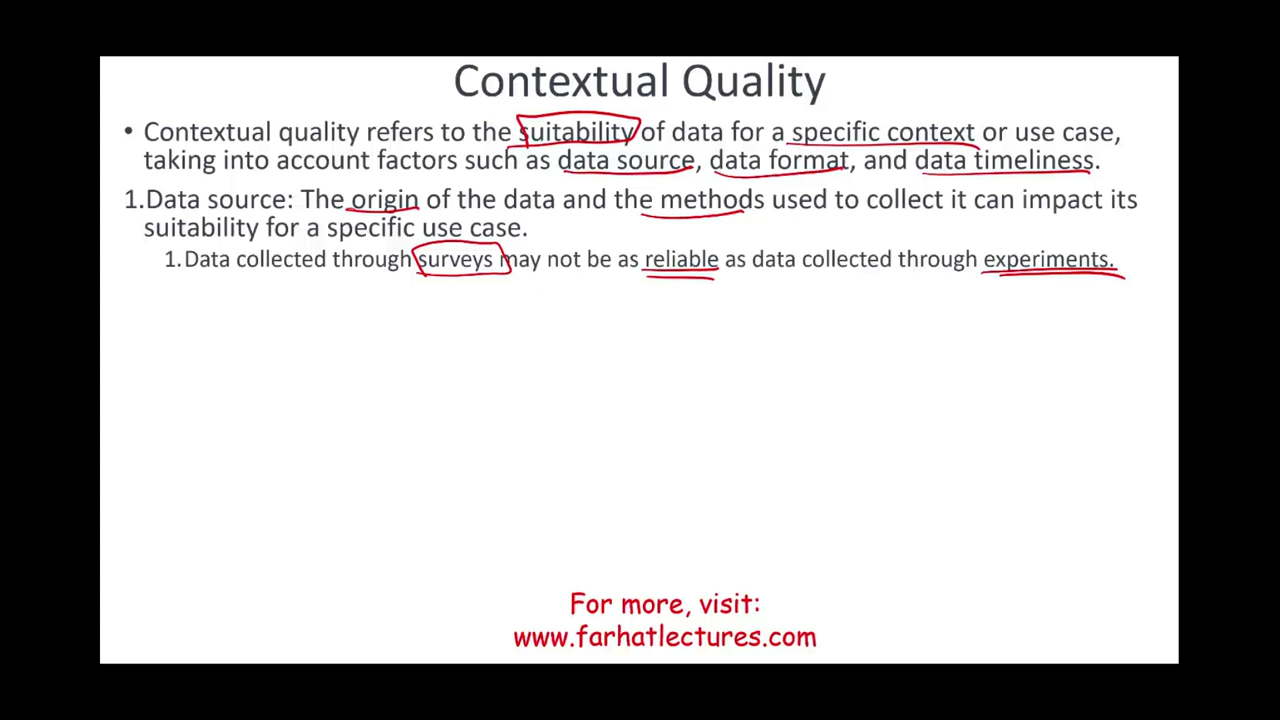 Contextual Quality
• Contextual quality refers to the suitability of data for a specific context or use case,
taking into account factors such as data source, data format, and data timeliness.
1.Data source: The origin of the data and the methods used to collect it can impact its
suitability for a specific use case.
1.Data collected through surveys may not be as reliable as data collected through experiments.
For more, visit:
www.farhatlectures.com